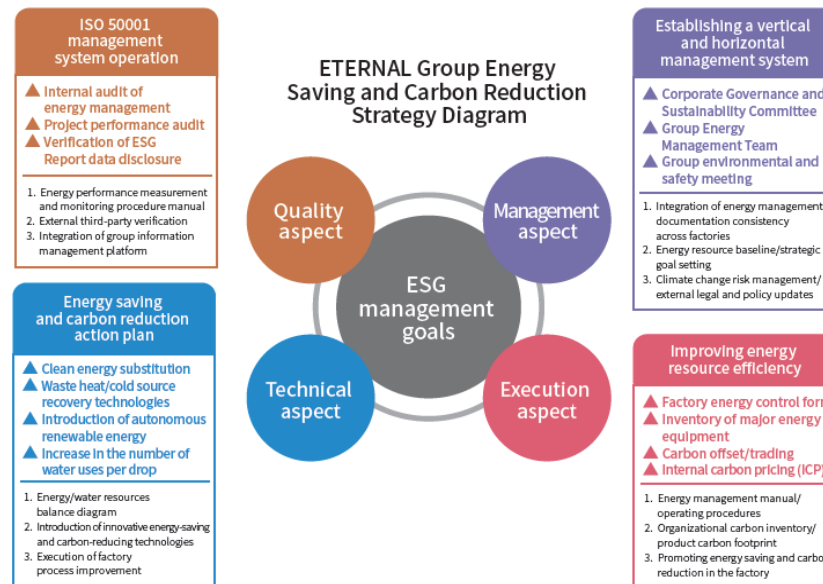 ISO 50001
management
system operation
▲ Internal audit of
energy management
▲ Project performance audit
▲ Verification of ESG
Report data disclosure
1. Energy performance measurement
and monitoring procedure manual
2. External third-party verification
3. Integration of group information
management platform
Energy saving
and carbon reduction
action plan
▲ Clean energy substitution
▲ Waste heat/cold source
recovery technologies
▲ Introduction of autonomous
renewable energy
▲ Increase in the number of
water uses per drop
1. Energy/water resources
balance diagram
2. Introduction of innovative energy-saving
and carbon-reducing technologies
3. Execution of factory
process improvement
ETERNAL Group Energy
Saving and Carbon Reduction
Strategy Diagram
Quality
aspect
Management
aspect
ESG
management
goals
Technical
aspect
Execution
aspect
Establishing a vertical
and horizontal
management system
▲ Corporate Governance and
Sustainability Committee
▲ Group Energy
Management Team
▲ Group environmental and
safety meeting
1. Integration of energy management
documentation consistency
across factories
2. Energy resource baseline/strategic
goal setting
3. Climate change risk management/
external legal and policy updates
Improving energy
resource efficiency
▲ Factory energy control form
▲ Inventory of major energy
equipment
▲ Carbon offset/trading
▲ Internal carbon pricing (ICP)
1. Energy management manual/
operating procedures
2. Organizational carbon inventory/
product carbon footprint
3. Promoting energy saving and carbon
reduction in the factory